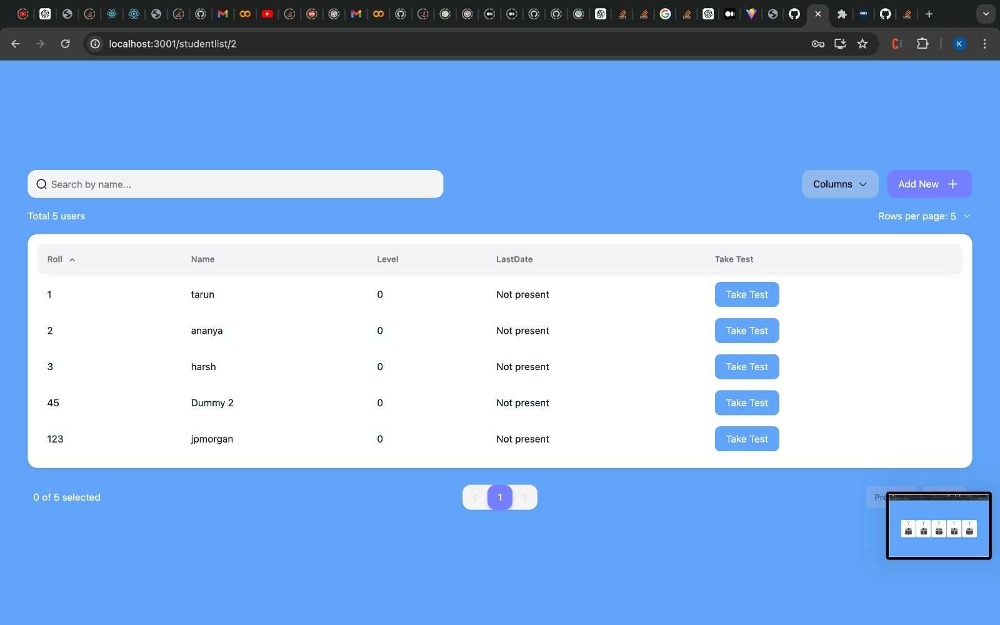 localhost:3001/studentlist/2
K
Search by name...
Columns
Add New
Total 5 users
Rows per page: 5
Roll Name Level LastDate Take Test
1 tarun 0 Not present Take Test
2 ananya 0 Not present Take Test
3 harsh 0 Not present Take Test
45 Dummy 2 0 Not present Take Test
123 jpmorgan 0 Not present Take Test
0 of 5 selected
1
Pre